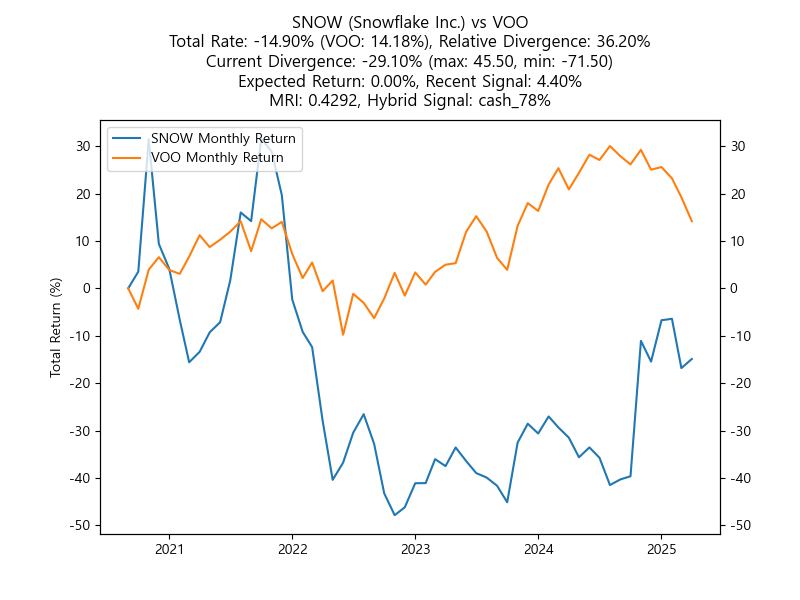 SNOW (Snowflake Inc.) vs VOO
Total Rate: -14.90% (VOO: 14.18%), Relative Divergence: 36.20%
Current Divergence: -29.10% (max: 45.50, min: -71.50)
Expected Return: 0.00%, Recent Signal: 4.40%
MRI: 0.4292, Hybrid Signal: cash_78%
SNOW Monthly Return
VOO Monthly Return
Total Return (%)
30
20
10
0
-10
-20
-30
-40
-50
30
20
10
0
-10
-20
-30
-40
-50
2021
2022
2023
2024
2025